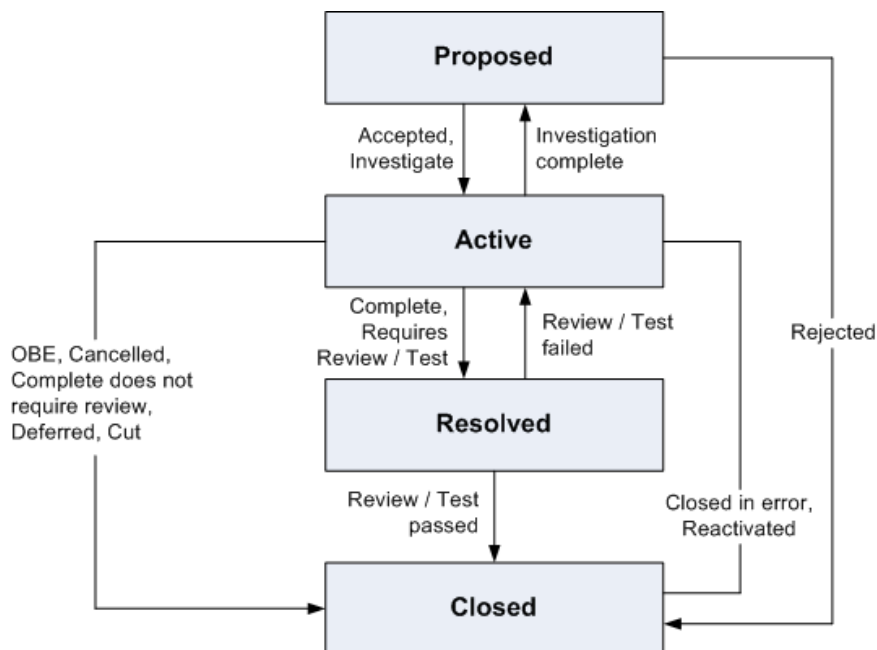 Proposed
Accepted,
Investigate
Investigation
complete
Active
Complete,
Requires
Review / Test
Review / Test
failed
Rejected
OBE, Cancelled,
Complete does not
require review,
Deferred, Cut
Resolved
Review / Test
passed
Closed in error,
Reactivated
Closed